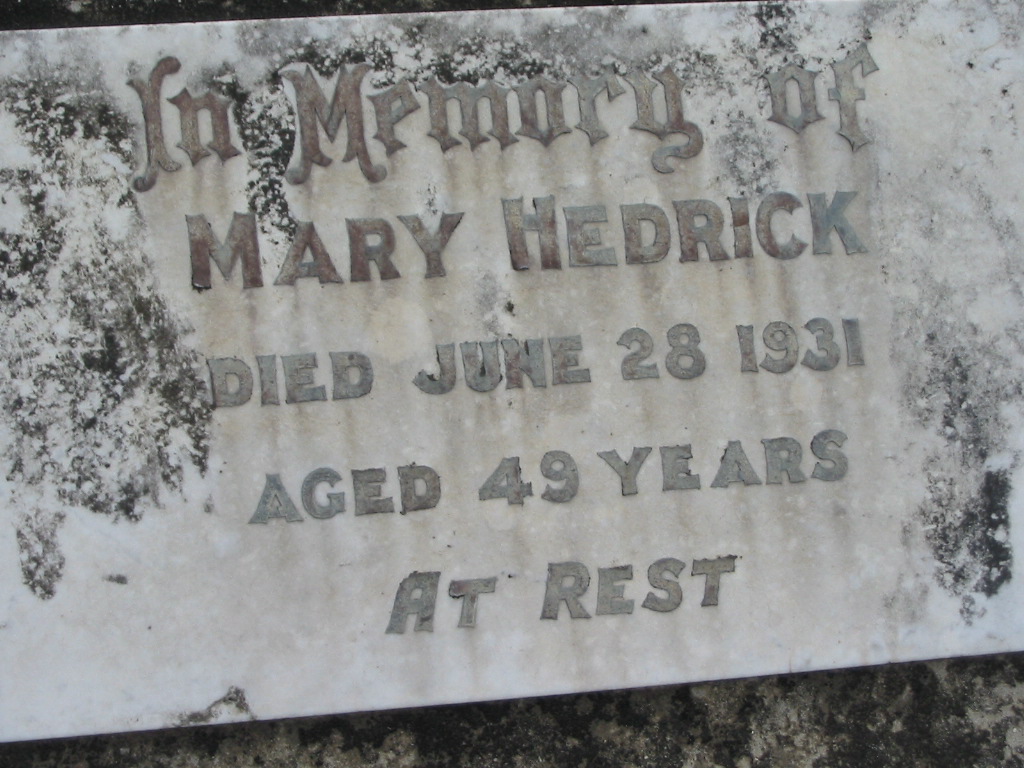 In Memory of
MARY HEDRICK
DIED JUNE 28 1931
AGED 49 YEARS
AT REST